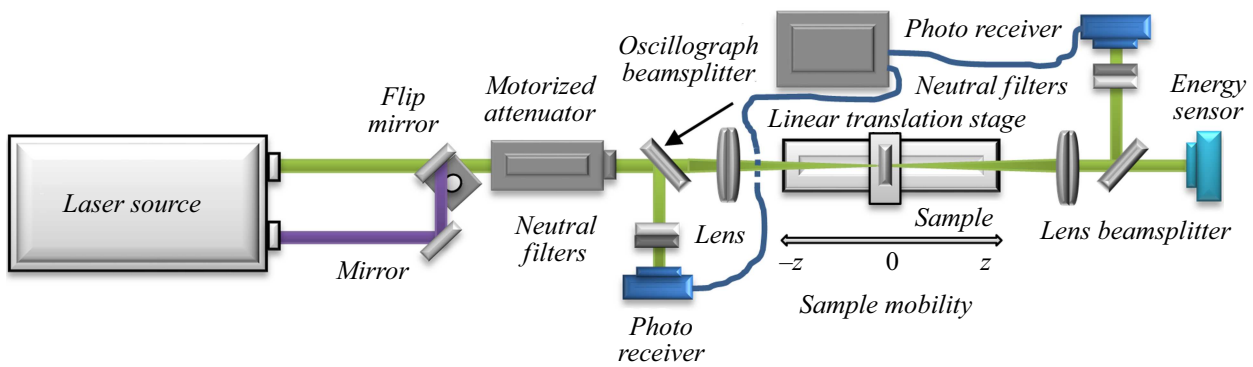 Photo receiver
Oscillograph
beamsplitter
Neutral filters
Energy
sensor
Motorized
attenuator
Flip
mirror
Linear translation stage
Laser source
Sample
Neutral
filters
Lens
Lens beamsplitter
Mirror
–z
0
z
Sample mobility
Photo
receiver